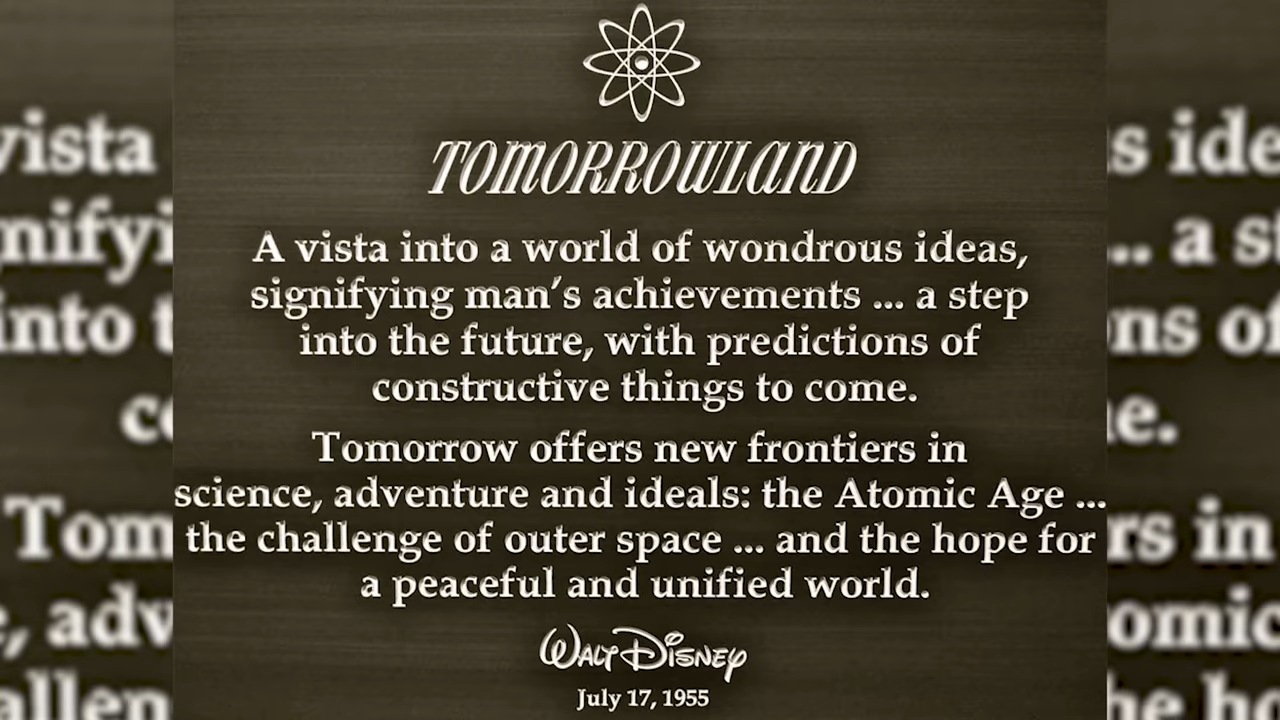 TOMORROWLAND
A vista into a world of wondrous ideas,
signifying man's achievements ... a step
into the future, with predictions of
constructive things to come.
Tomorrow offers new frontiers in
science, adventure and ideals: the Atomic Age ...
the challenge of outer space ... and the hope for
a peaceful and unified world.
WALT DISNEY
July 17, 1955